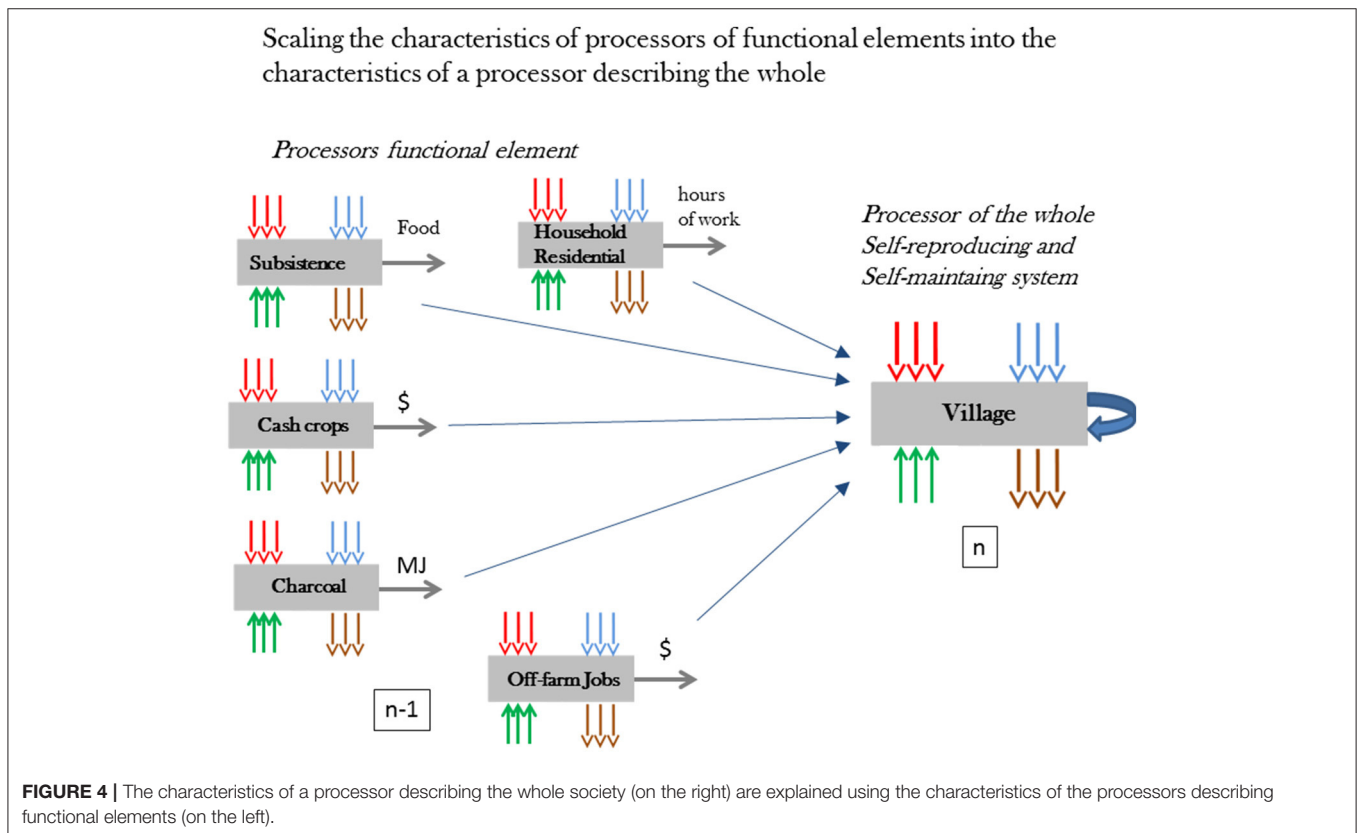 Scaling the characteristics of processors of functional elements into the
characteristics of a processor describing the whole
Processors functional element
Food
Subsistence
hours
of work
Household
Residential
Processor of the whole
Self-reproducing and
Self-maintaing system
$
Cash crops
Village
MJ
Charcoal
n
$
Off-farm Jobs
n-1
FIGURE 4 | The characteristics of a processor describing the whole society (on the right) are explained using the characteristics of the processors describing
functional elements (on the left).